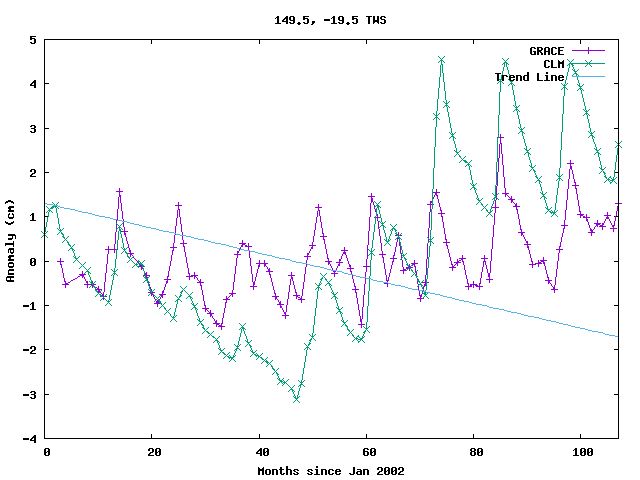 149.5, -19.5 TWS
GRACE
CLM
Trend Line
5
4
3
2
1
0
-1
-2
-3
-4
Anomaly (cm)
0 20 40 60 80 100
Months since Jan 2002